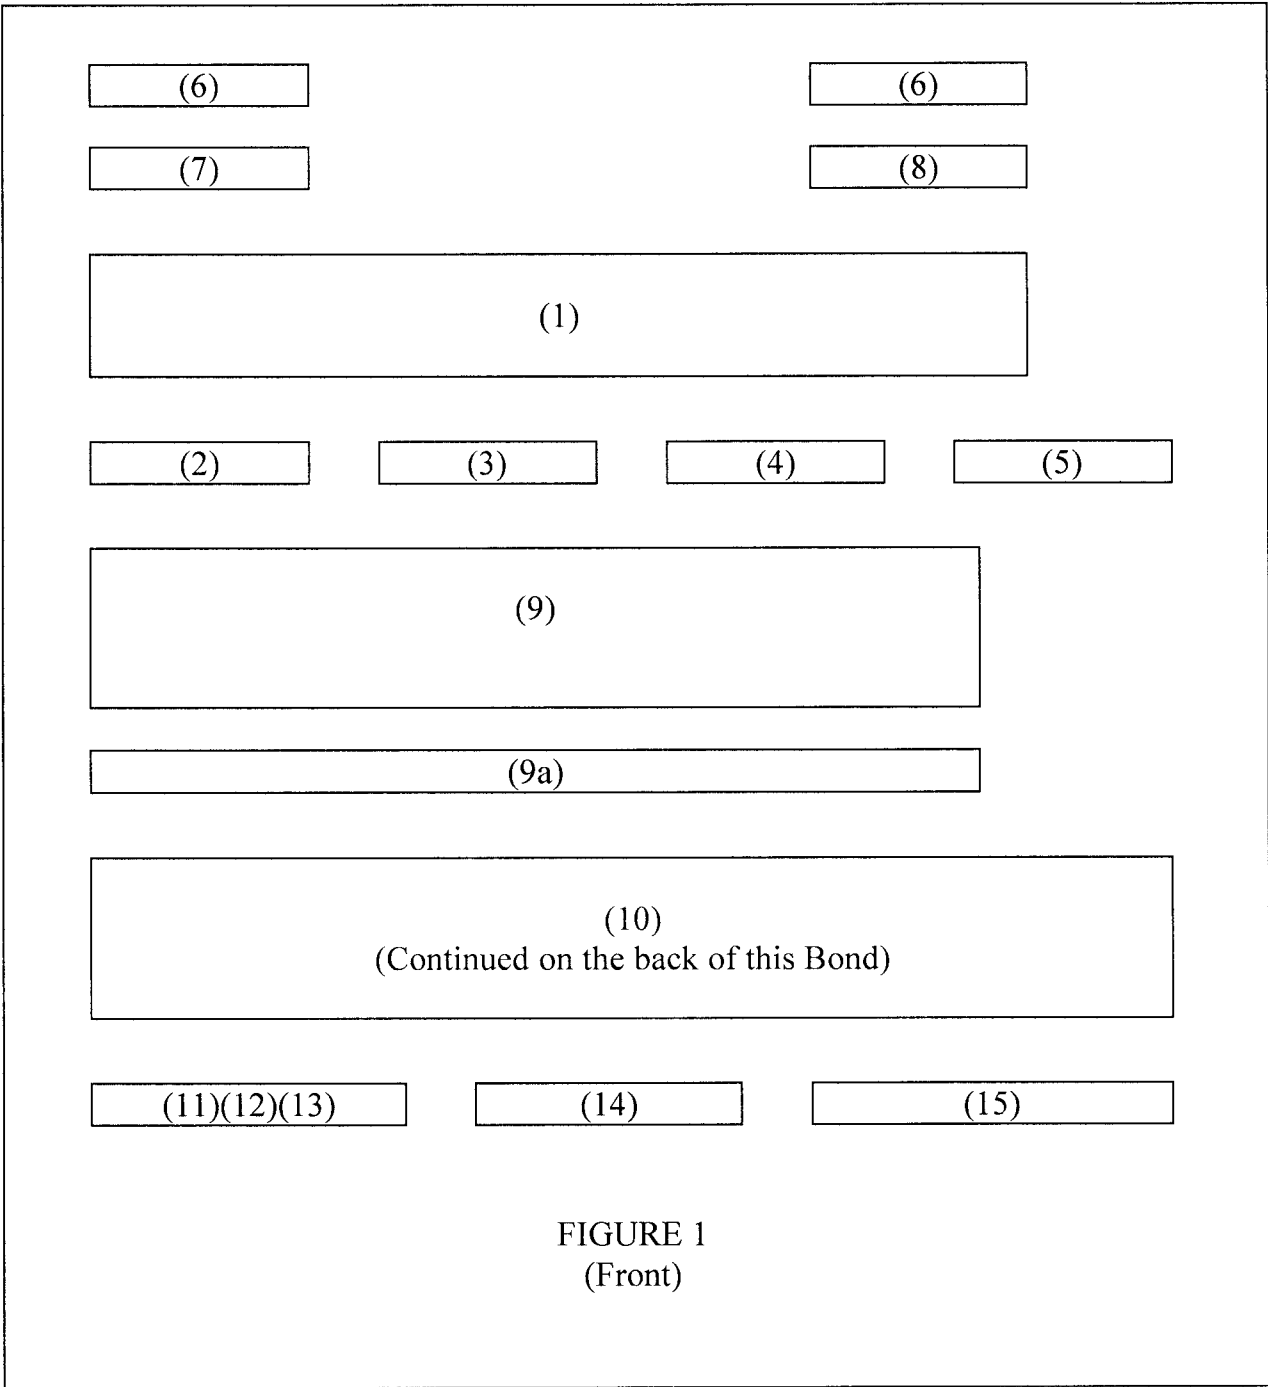 (6) (6)
(7) (8)
(1)
(2) (3) (4) (5)
(9)
(9a)
(10)
(Continued on the back of this Bond)
(11)(12)(13) (14) (15)
FIGURE 1
(Front)